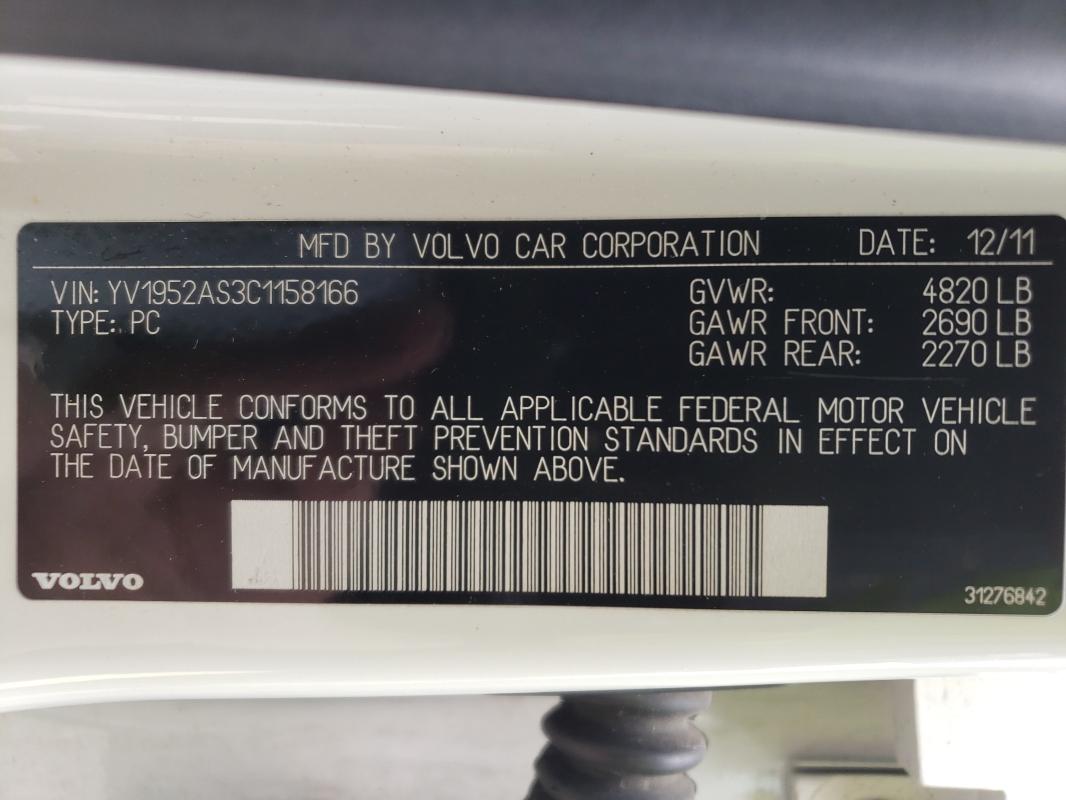 MFD BY VOLVO CAR CORPORATION DATE: 12/11
VIN: YV1952AS3C1158166 GVWR: 4820 LB
TYPE: PC GAWR FRONT: 2690 LB
GAWR REAR: 2270 LB
THIS VEHICLE CONFORMS TO ALL APPLICABLE FEDERAL MOTOR VEHICLE
SAFETY, BUMPER AND THEFT PREVENTION STANDARDS IN EFFECT ON
THE DATE OF MANUFACTURE SHOWN ABOVE.
VOLVO 31276842